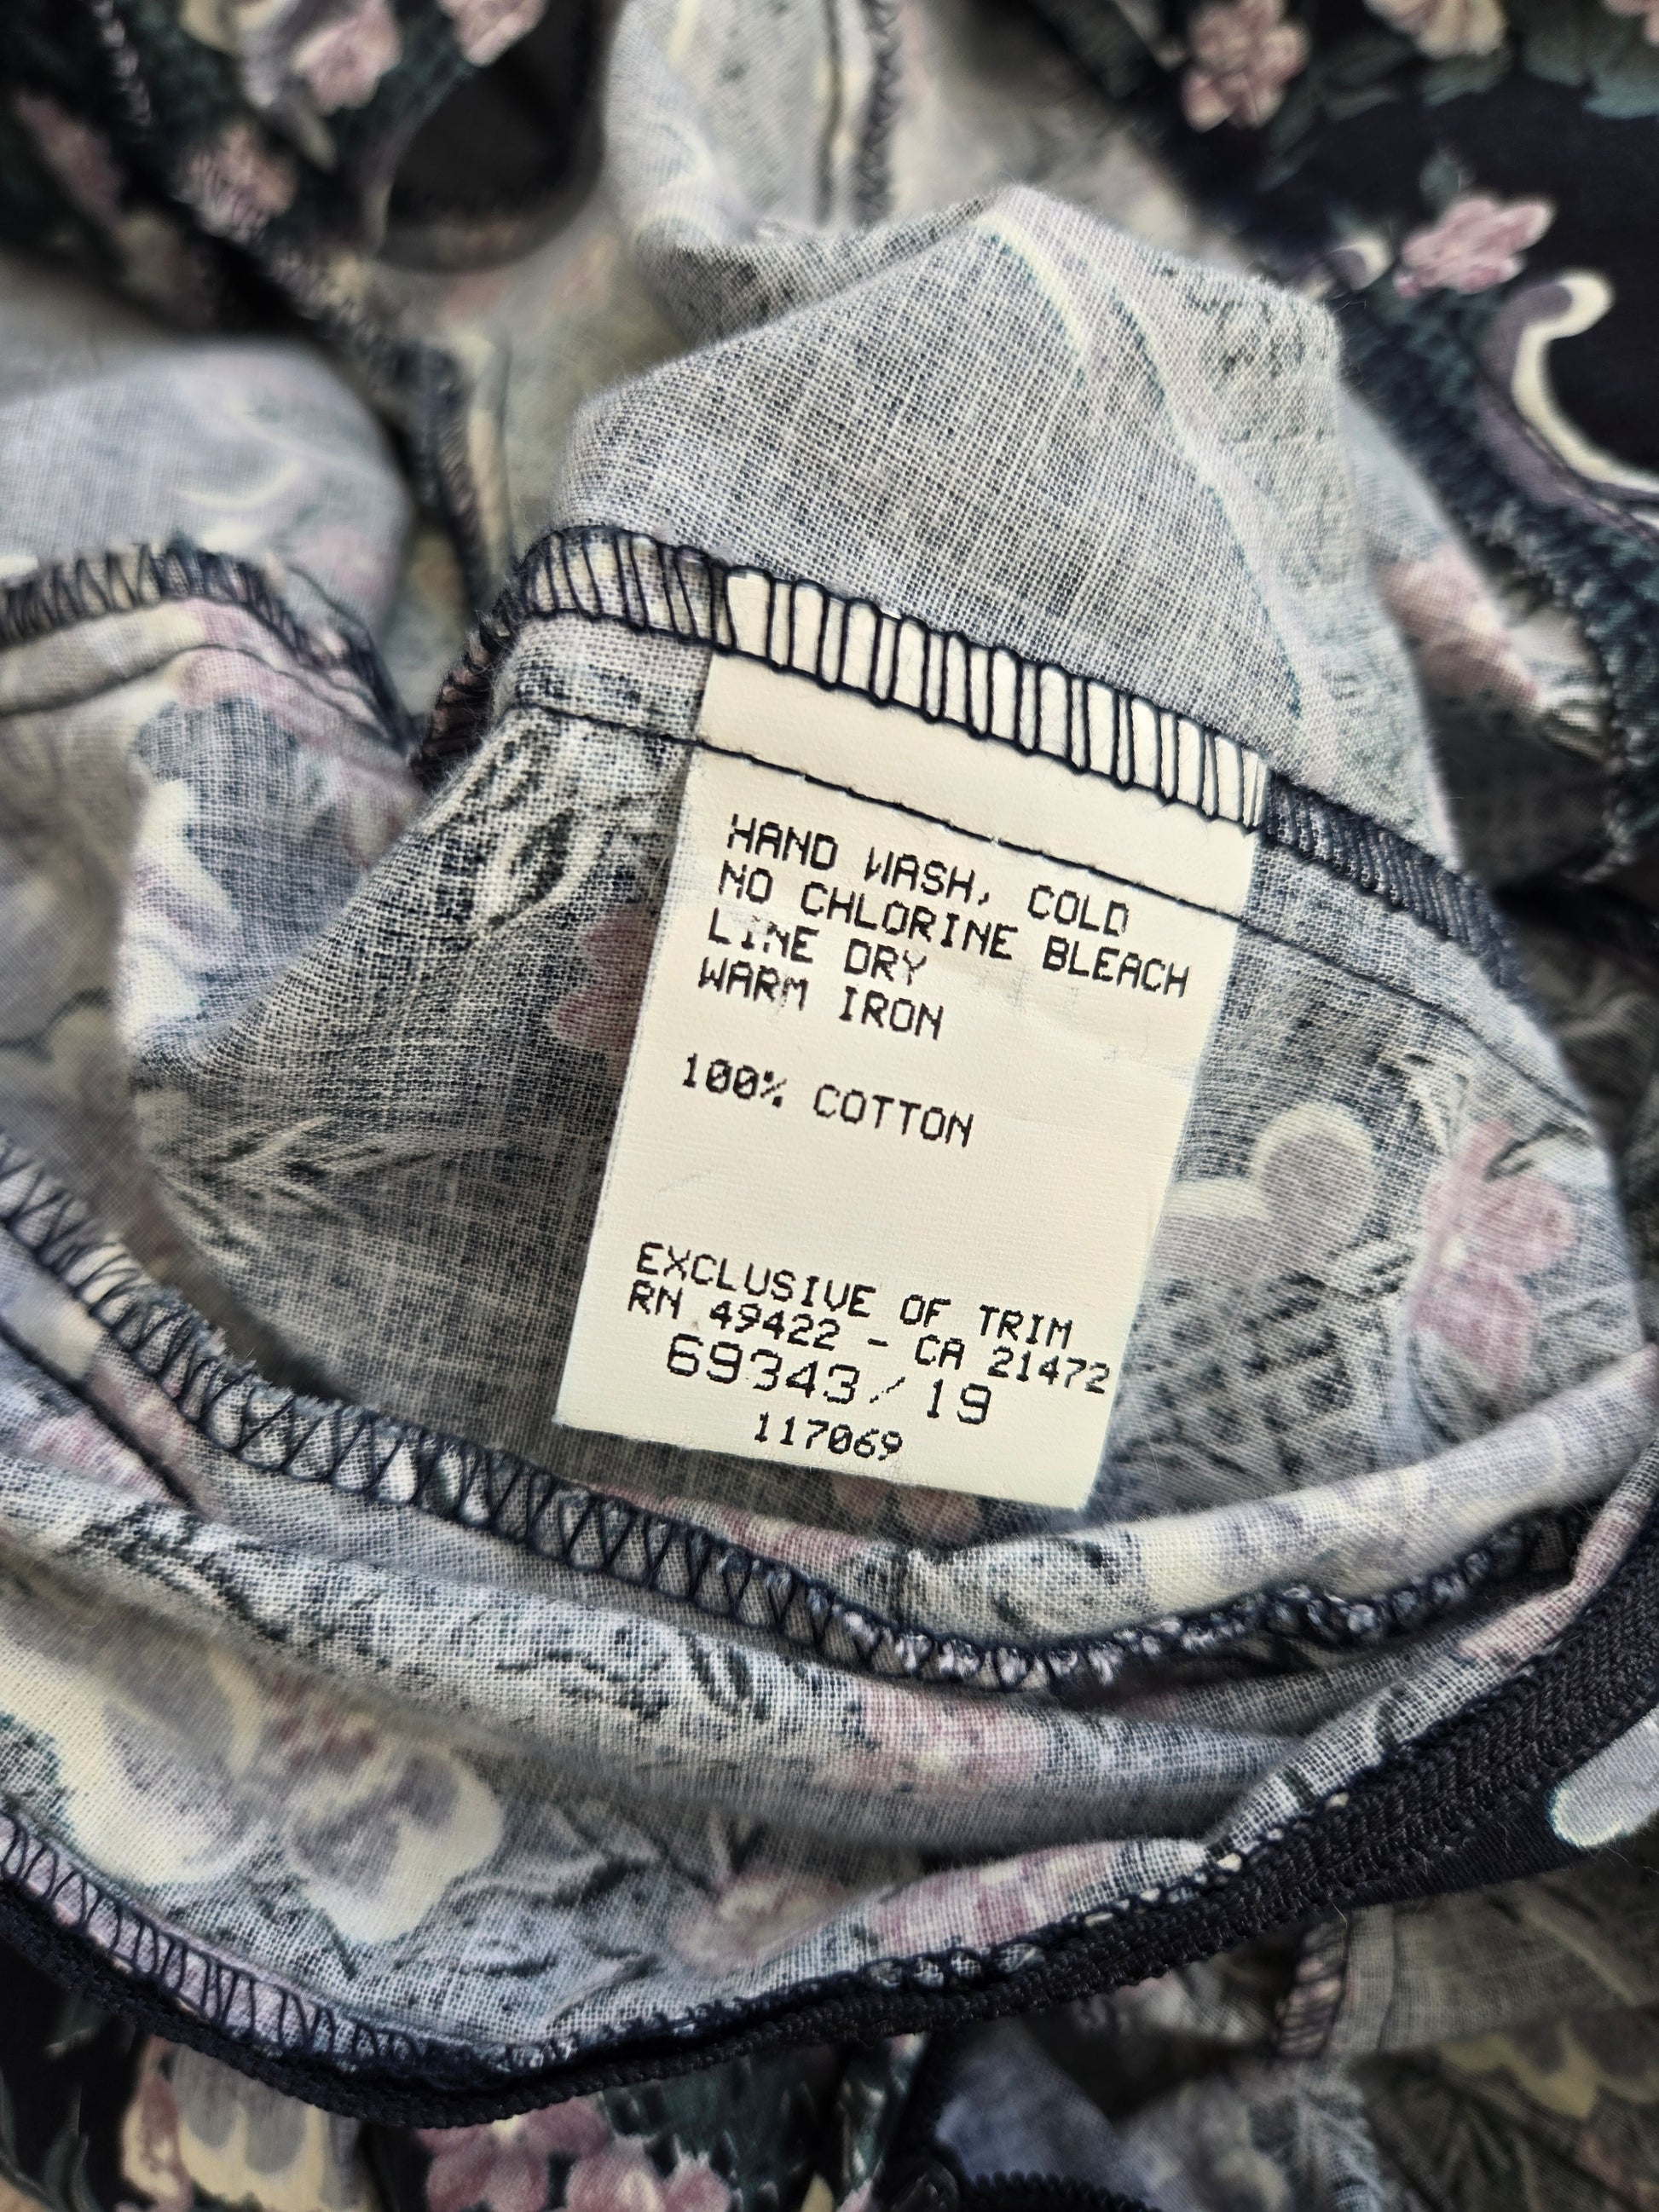 HAND WASH, COLD
NO CHLORINE BLEACH
LINE DRY
WARM IRON
100% COTTON
EXCLUSIVE OF TRIM
RN 49422 - CA 21472
69343/19
117069